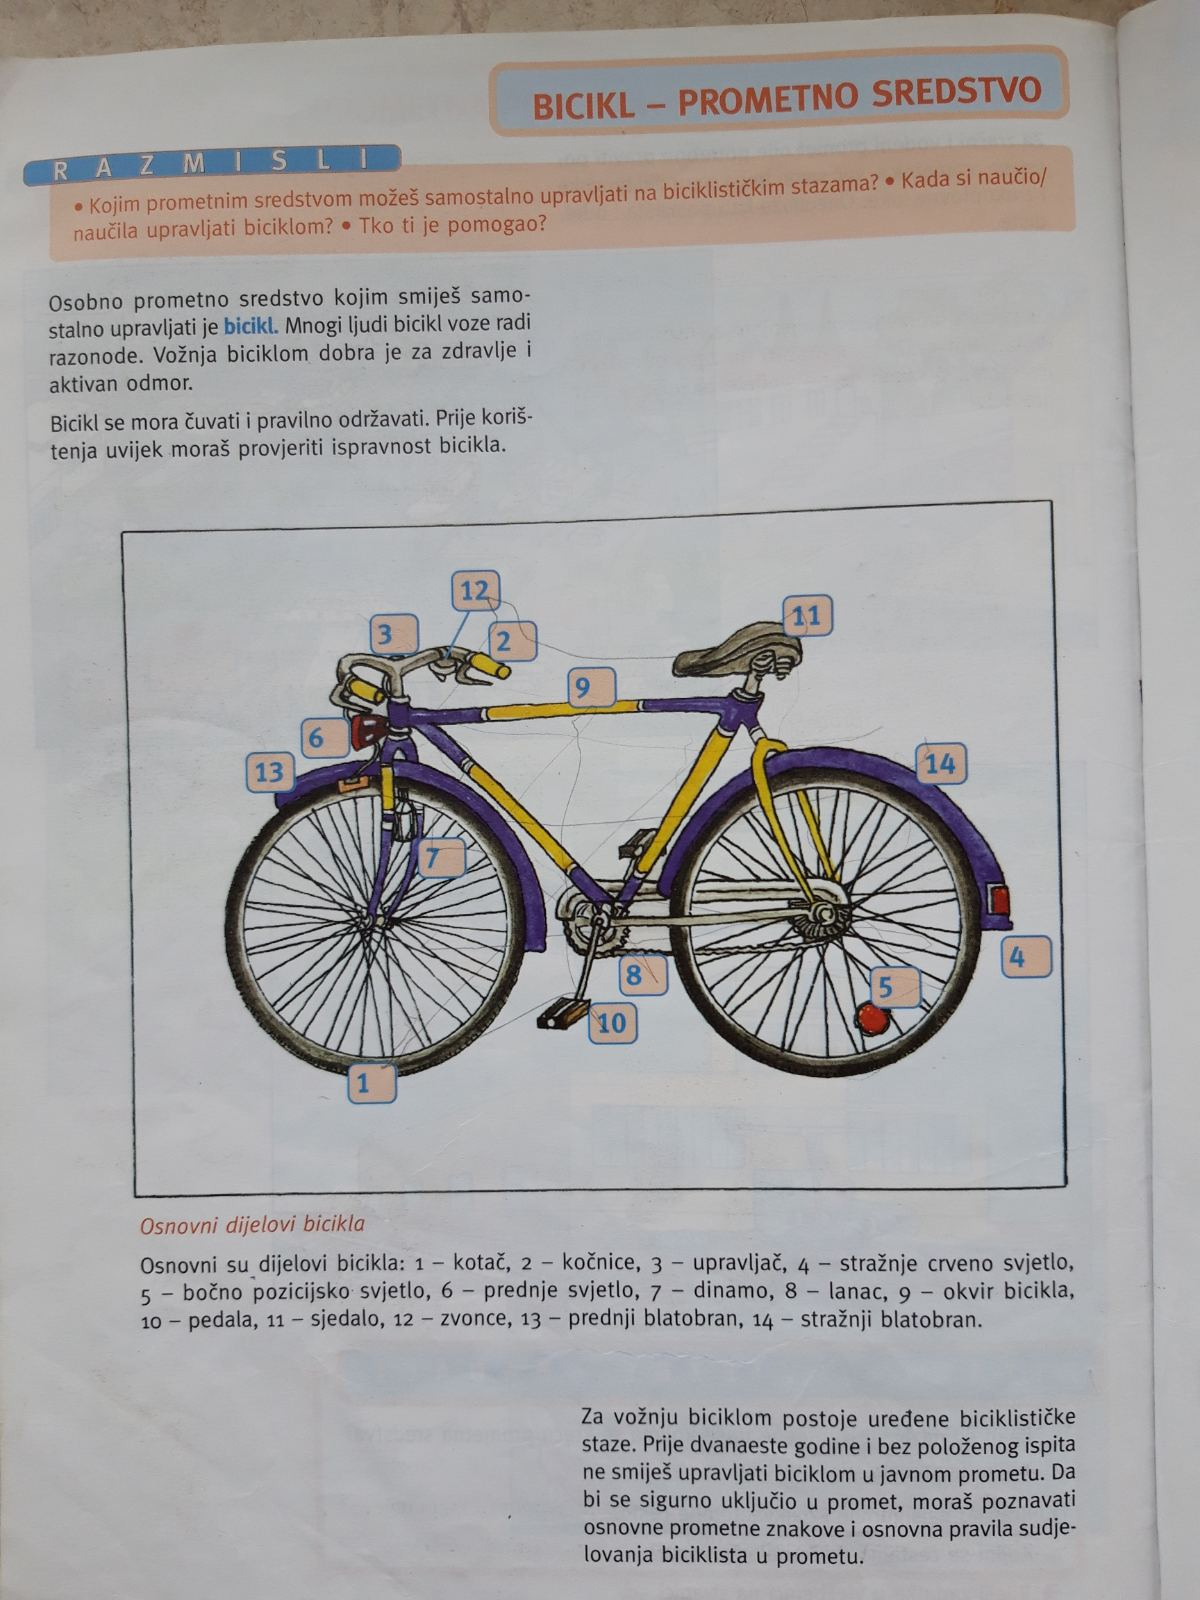 BICIKL – PROMETNO SREDSTVO
RAZMISLI
• Kojim prometnim sredstvom možeš samostalno upravljati na biciklističkim stazama? • Kada si naučio/
naučila upravljati biciklom? • Tko ti je pomogao?
Osobno prometno sredstvo kojim smiješ samo-
stalno upravljati je bicikl. Mnogi ljudi bicikl voze radi
razonode. Vožnja biciklom dobra je za zdravlje i
aktivan odmor.
Bicikl se mora čuvati i pravilno održavati. Prije koriš-
tenja uvijek moraš provjeriti ispravnost bicikla.
12
11
3
2
9
6
13
14
7
4
8
5
10
1
Osnovni dijelovi bicikla
Osnovni su dijelovi bicikla: 1 – kotač, 2 – kočnice, 3 – upravljač, 4 – stražnje crveno svjetlo,
5 – bočno pozicijsko svjetlo, 6 – prednje svjetlo, 7 – dinamo, 8 – lanac, 9 – okvir bicikla,
10 – pedala, 11 – sjedalo, 12 – zvonce, 13 – prednji blatobran, 14 – stražnji blatobran.
Za vožnju biciklom postoje uređene biciklističke
staze. Prije dvanaeste godine i bez položenog ispita
ne smiješ upravljati biciklom u javnom prometu. Da
bi se sigurno uključio u promet, moraš poznavati
osnovne prometne znakove i osnovna pravila sudje-
lovanja biciklista u prometu.